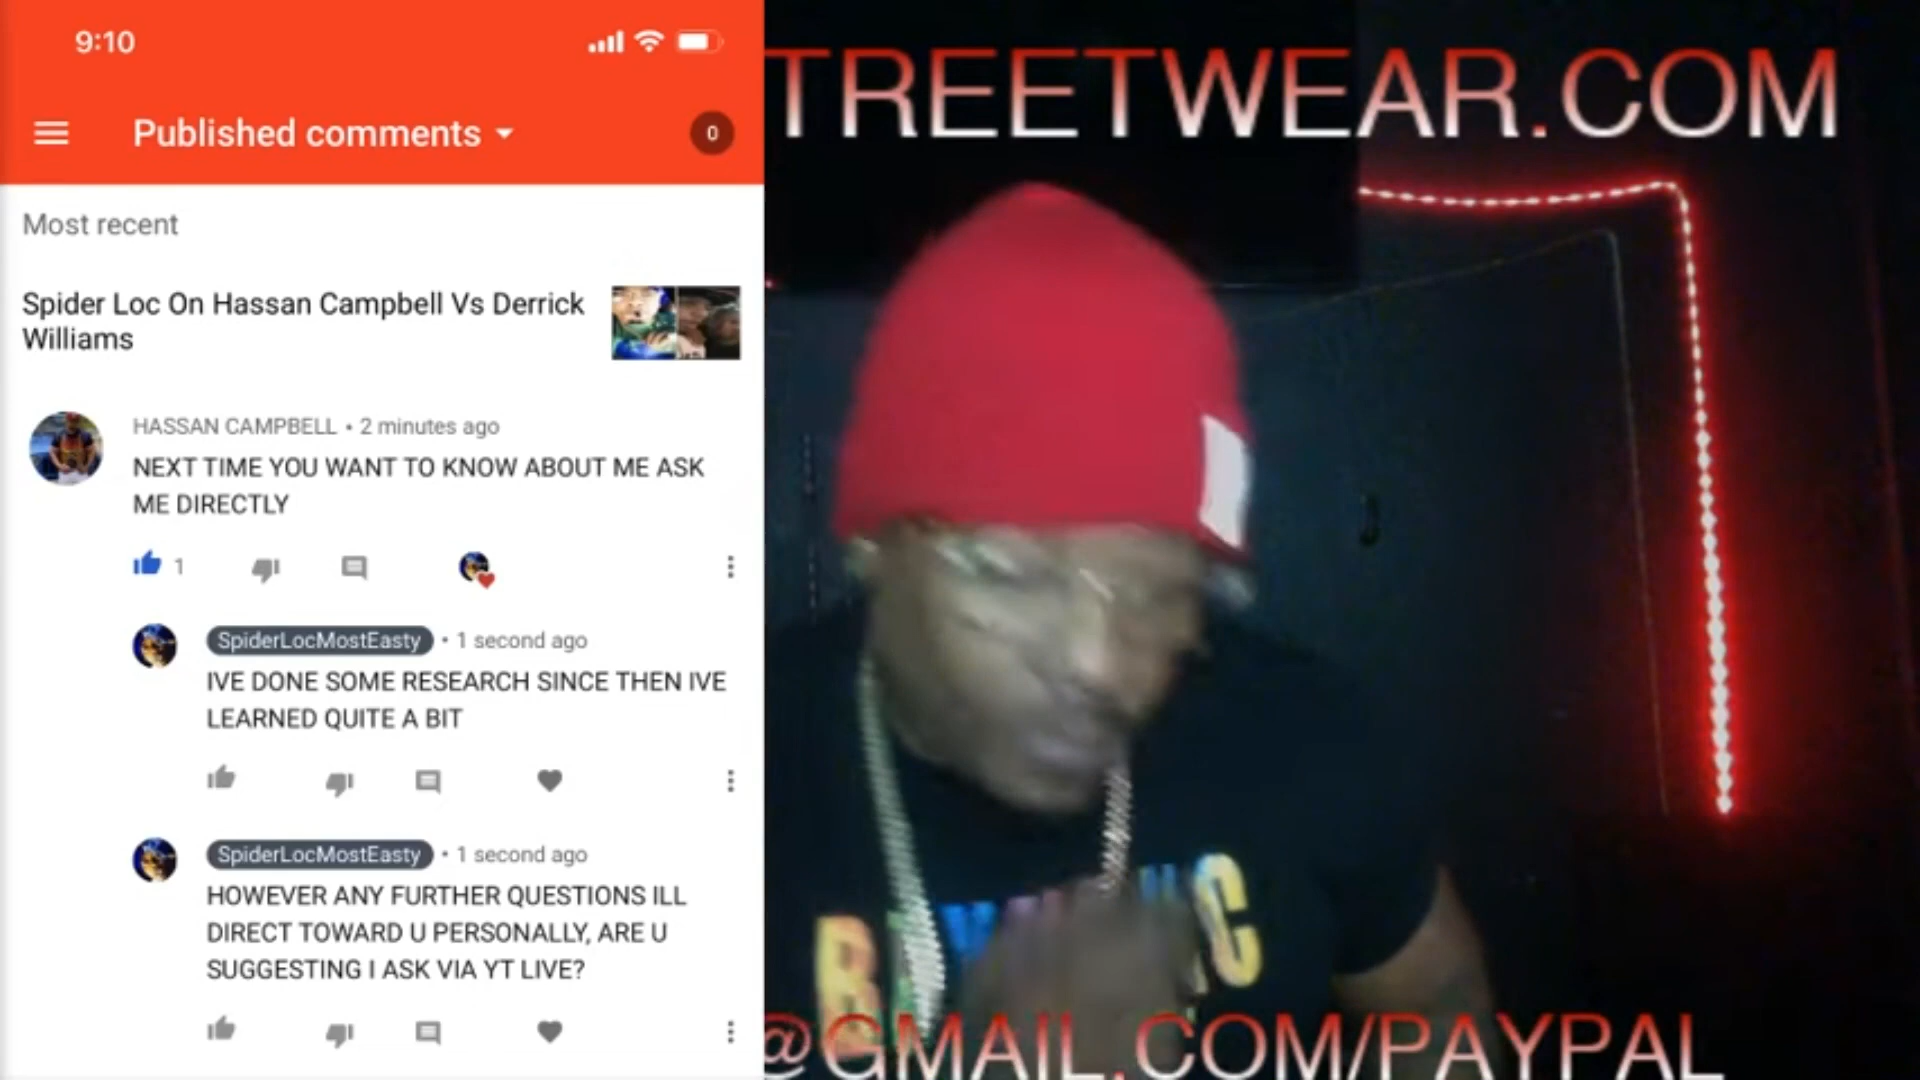 9:10
Published comments
0
Most recent
Spider Loc On Hassan Campbell Vs Derrick
Williams
HASSAN CAMPBELL • 2 minutes ago
NEXT TIME YOU WANT TO KNOW ABOUT ME ASK
ME DIRECTLY
1
SpiderLocMostEasty • 1 second ago
IVE DONE SOME RESEARCH SINCE THEN IVE
LEARNED QUITE A BIT
SpiderLocMostEasty • 1 second ago
HOWEVER ANY FURTHER QUESTIONS ILL
DIRECT TOWARD U PERSONALLY, ARE U
SUGGESTING I ASK VIA YT LIVE?
TREETWEAR.COM
@GMAIL.COM/PAYPAL